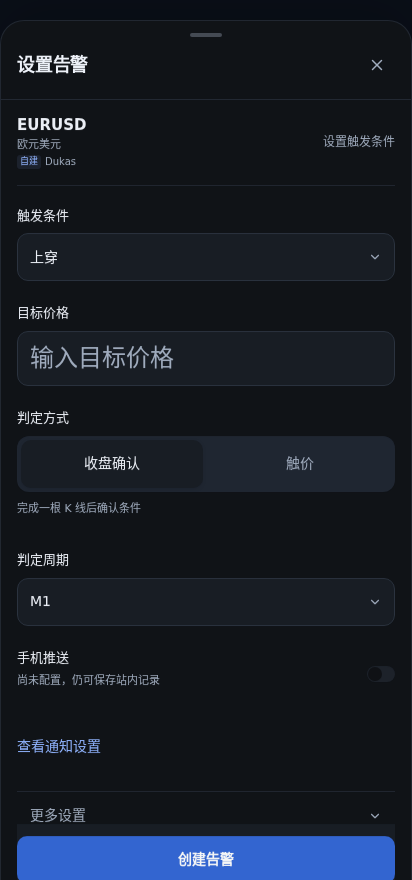 设置告警
EURUSD
欧元美元
设置触发条件
自建 Dukas
触发条件
上穿
目标价格
输入目标价格
判定方式
收盘确认 触价
完成一根 K 线后确认条件
判定周期
M1
手机推送
尚未配置，仍可保存站内记录
查看通知设置
更多设置
创建告警